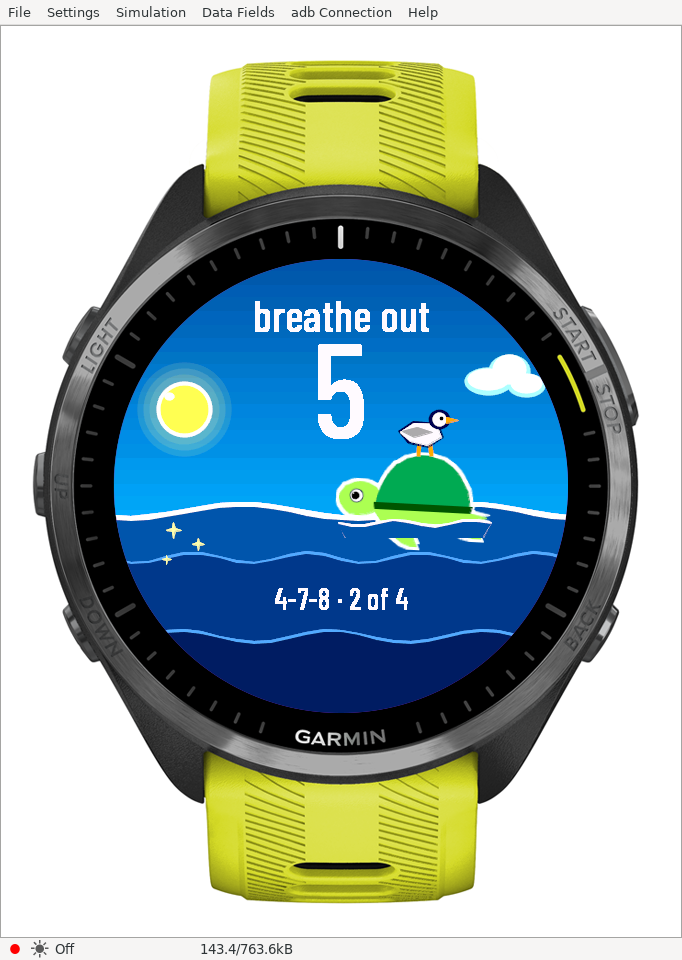 File Settings Simulation Data Fields adb Connection Help
LIGHT
START
STOP
breathe out
5
UP
4-7-8 · 2 of 4
DOWN
BACK
GARMIN
Off 143.4/763.6kB